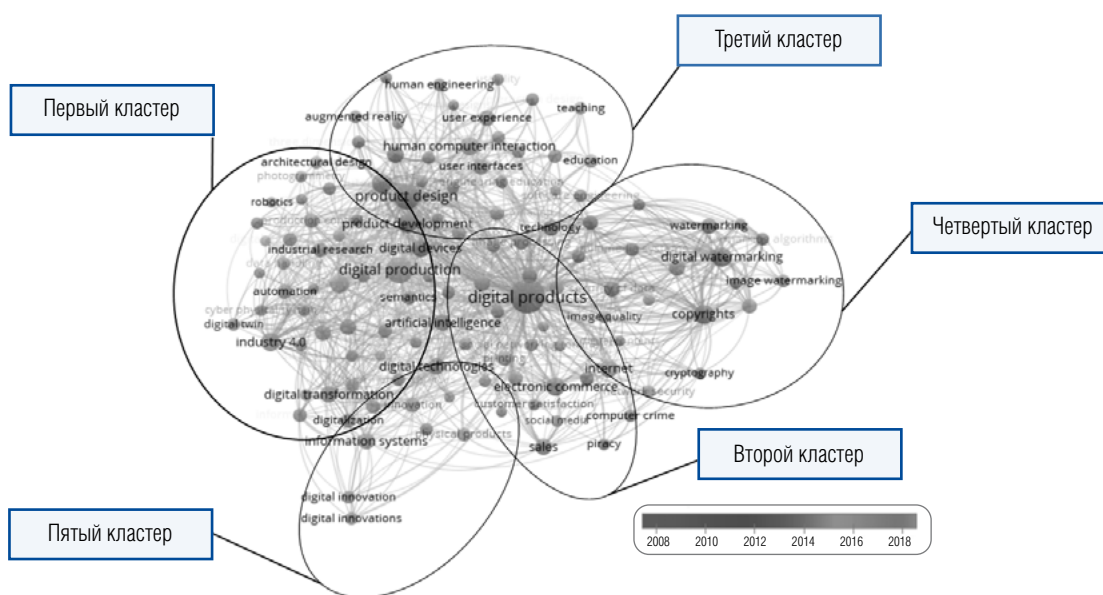 Третий кластер
Первый кластер
human engineering
teaching
augmented reality
user experience
human computer interaction
architectural design
user interfaces
education
photogrammetry
robotics
product design
product development
technology
watermarking
Четвертый кластер
industrial research
digital devices
digital watermarking
digital production
automation
semantics
digital products
image watermarking
digital twin
artificial intelligence
image quality
copyrights
industry 4.0
digital technologies
internet
cryptography
digital transformation
electronic commerce
innovation
customer satisfaction
digitalization
social media
computer crime
information systems
physical products
sales
piracy
Второй кластер
digital innovation
digital innovations
Пятый кластер
2008 2010 2012 2014 2016 2018